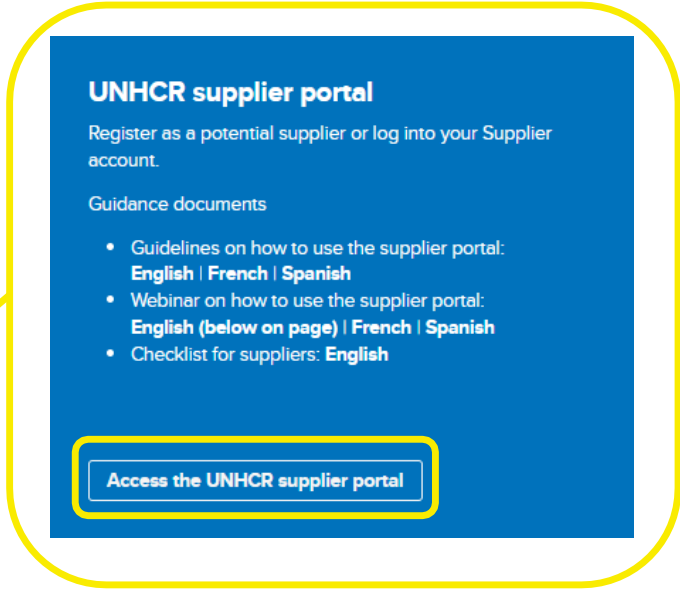 UNHCR supplier portal
Register as a potential supplier or log into your Supplier
account.
Guidance documents
• Guidelines on how to use the supplier portal:
English | French | Spanish
• Webinar on how to use the supplier portal:
English (below on page) | French | Spanish
• Checklist for suppliers: English
Access the UNHCR supplier portal